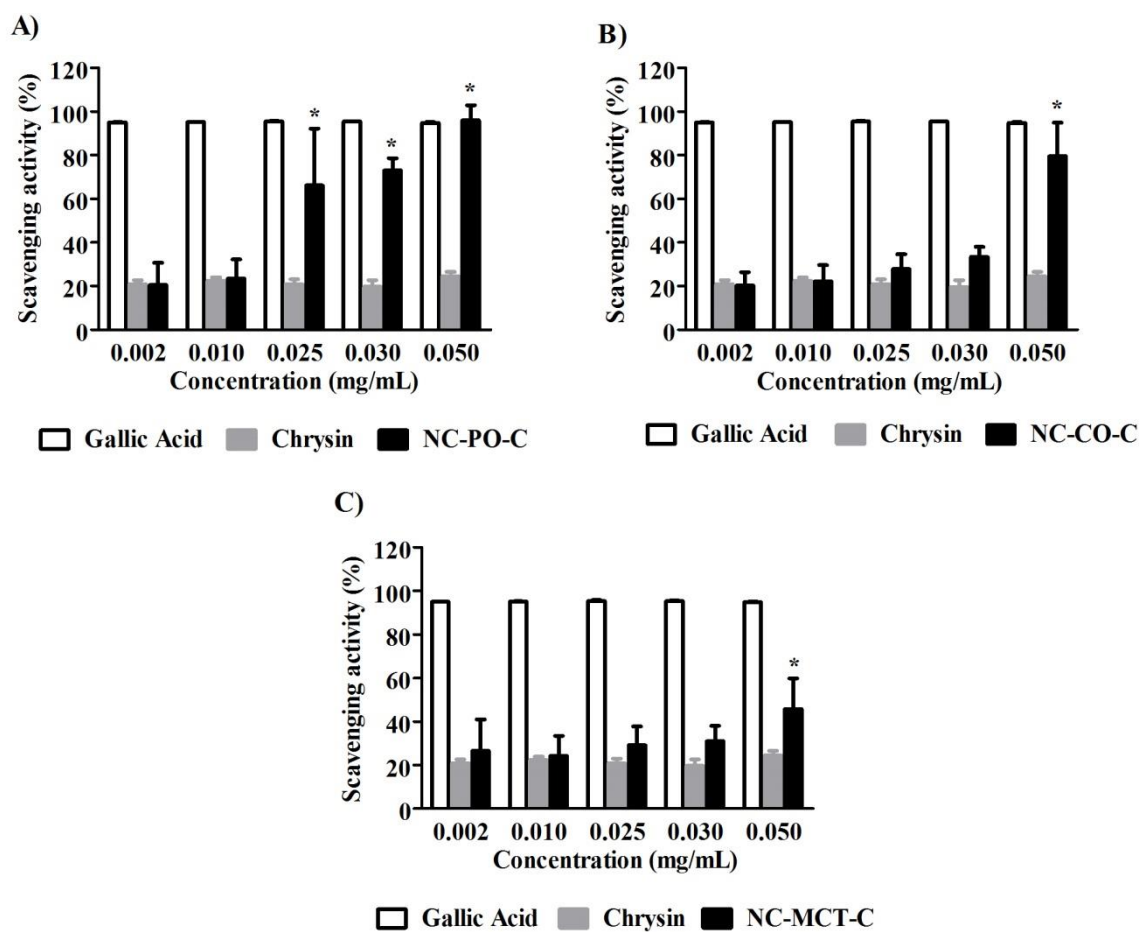 A)
Scavenging activity (%)
120
100
80
60
40
20
0
* * *
0.002 0.010 0.025 0.030 0.050
Concentration (mg/mL)
Gallic Acid Chrysin NC-PO-C
B)
Scavenging activity (%)
120
100
80
60
40
20
0
*
0.002 0.010 0.025 0.030 0.050
Concentration (mg/mL)
Gallic Acid Chrysin NC-CO-C
C)
Scavenging activity (%)
120
100
80
60
40
20
0
*
0.002 0.010 0.025 0.030 0.050
Concentration (mg/mL)
Gallic Acid Chrysin NC-MCT-C